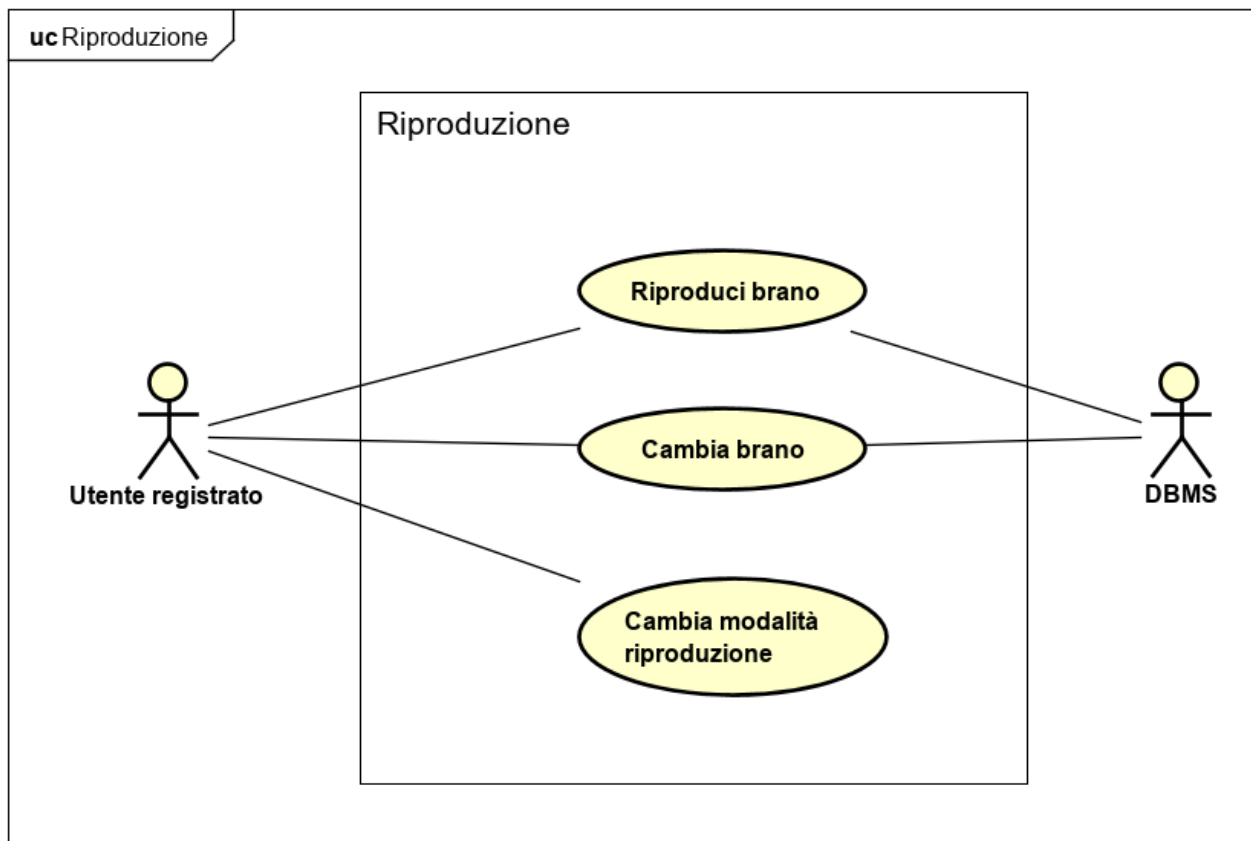 uc Riproduzione
Riproduzione
Riproduci brano
Cambia brano
Utente registrato
DBMS
Cambia modalità
riproduzione